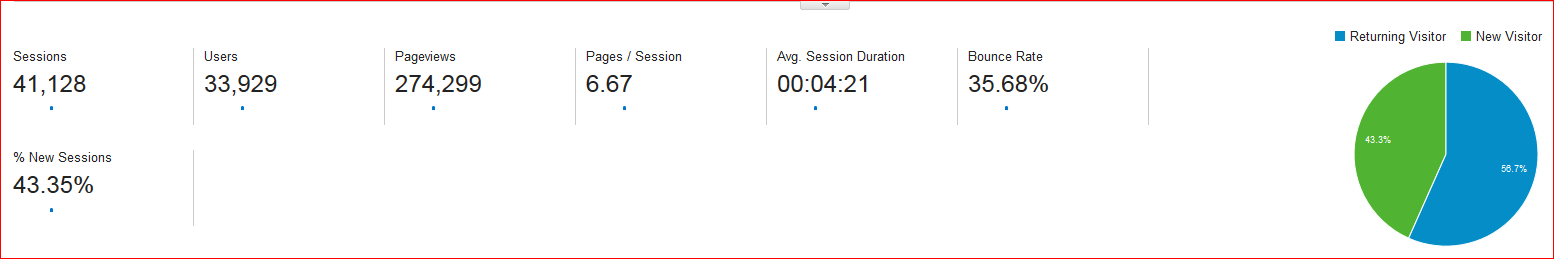 Returning Visitor New Visitor
Sessions
41,128
Users
33,929
Pageviews
274,299
Pages / Session
6.67
Avg. Session Duration
00:04:21
Bounce Rate
35.68%
% New Sessions
43.35%
43.3%
56.7%